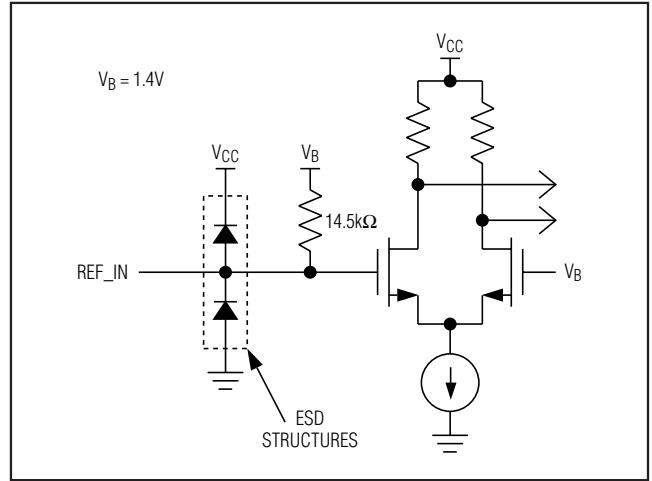 V_B = 1.4V
V_CC
V_CC
V_B
14.5kΩ
REF_IN
V_B
ESD
STRUCTURES